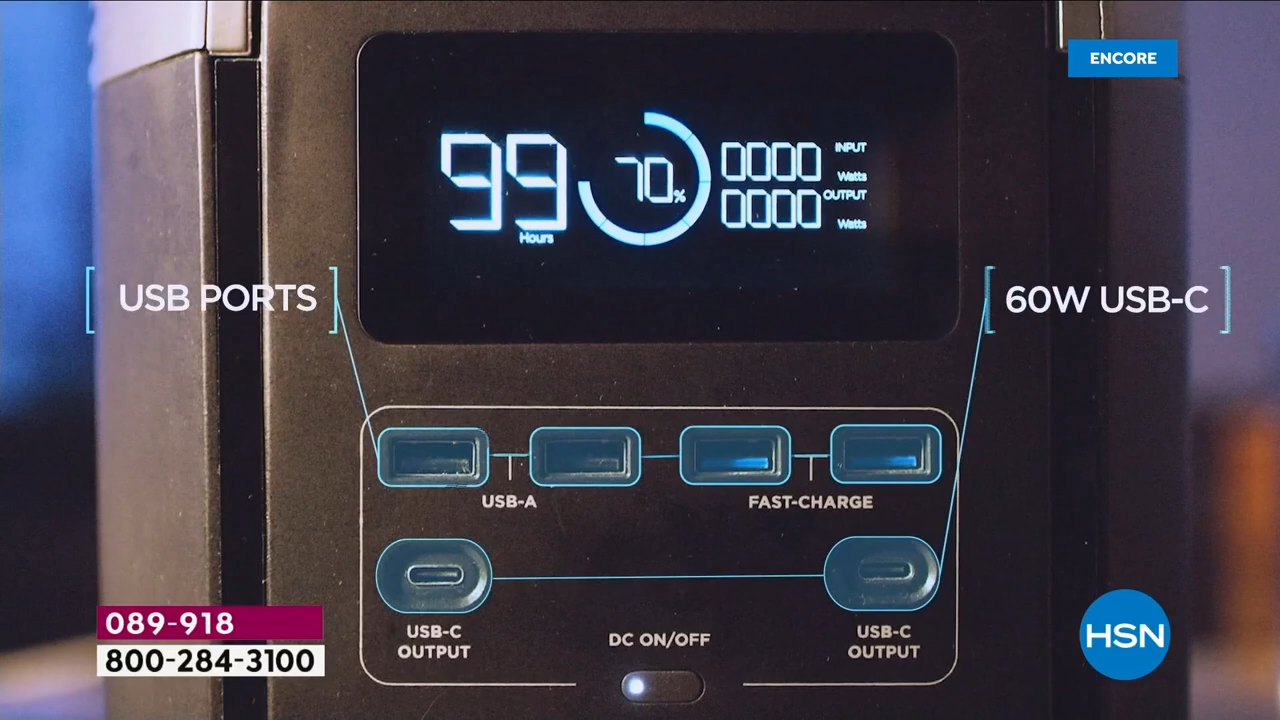 ENCORE
99
Hours
70%
0000
INPUT
Watts
0000
OUTPUT
Watts
USB PORTS
60W USB-C
USB-A
FAST-CHARGE
USB-C
OUTPUT
DC ON/OFF
USB-C
OUTPUT
089-918
800-284-3100
HSN